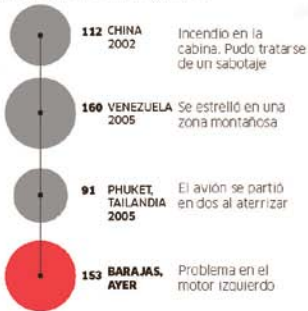 112 CHINA
2002
Incendio en la
cabina. Pudo tratarse
de un sabotaje
160 VENEZUELA
2005
Se estrelló en una
zona montañosa
91 PHUKET,
TAILANDIA
2005
El avión se partió
en dos al aterrizar
153 BARAJAS,
AYER
Problema en el
motor izquierdo